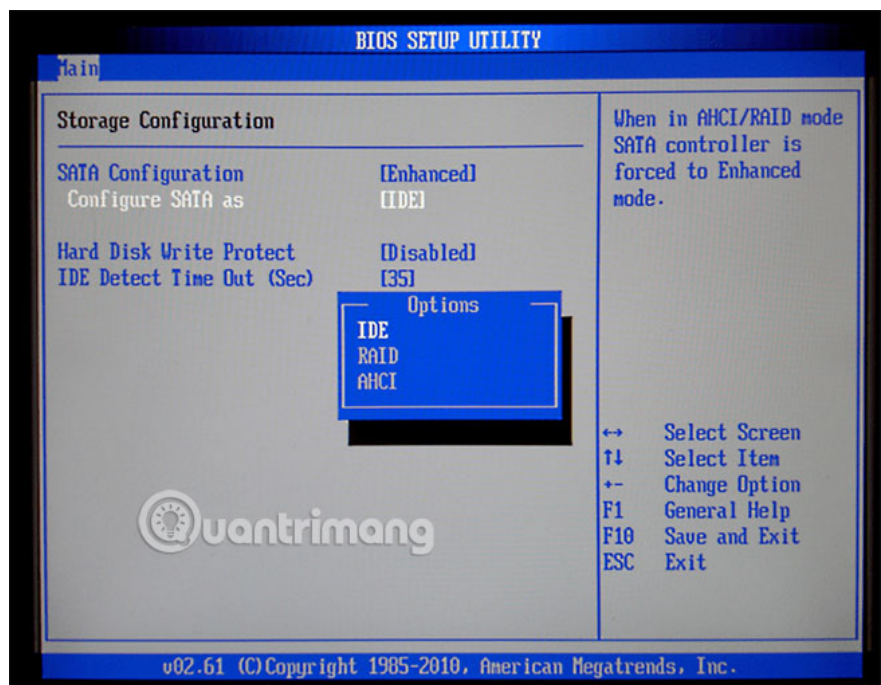 BIOS SETUP UTILITY
Main
Storage Configuration
SATA Configuration [Enhanced]
Configure SATA as [IDE]
Hard Disk Write Protect [Disabled]
IDE Detect Time Out (Sec) [35]
Options
IDE
RAID
AHCI
When in AHCI/RAID mode
SATA controller is
forced to Enhanced
mode.
↔ Select Screen
↑↓ Select Item
+- Change Option
F1 General Help
F10 Save and Exit
ESC Exit
Quantrimang
v02.61 (C)Copyright 1985-2010, American Megatrends, Inc.